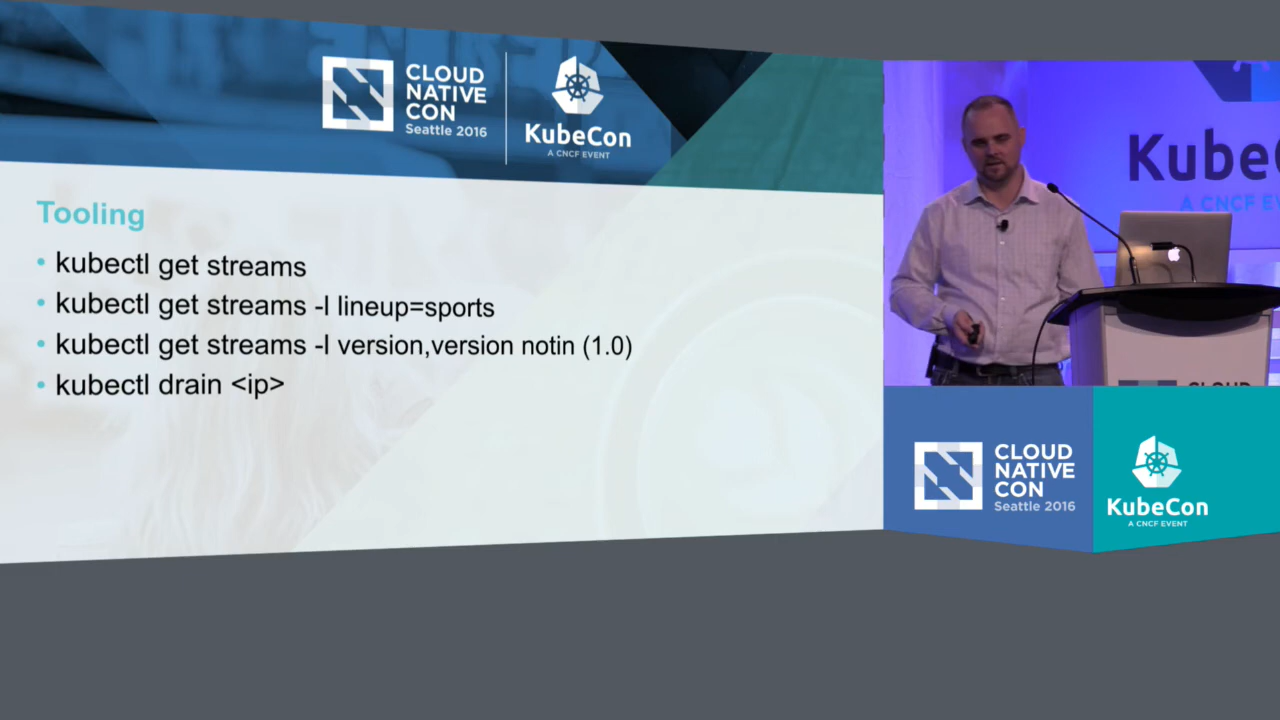 CLOUD
NATIVE
CON
Seattle 2016
KubeCon
A CNCF EVENT
Tooling
• kubectl get streams
• kubectl get streams -l lineup=sports
• kubectl get streams -l version,version notin (1.0)
• kubectl drain <ip>
KubeC
A CNCF EV
CLOUD
CLOUD
NATIVE
CON
Seattle 2016
KubeCon
A CNCF EVENT